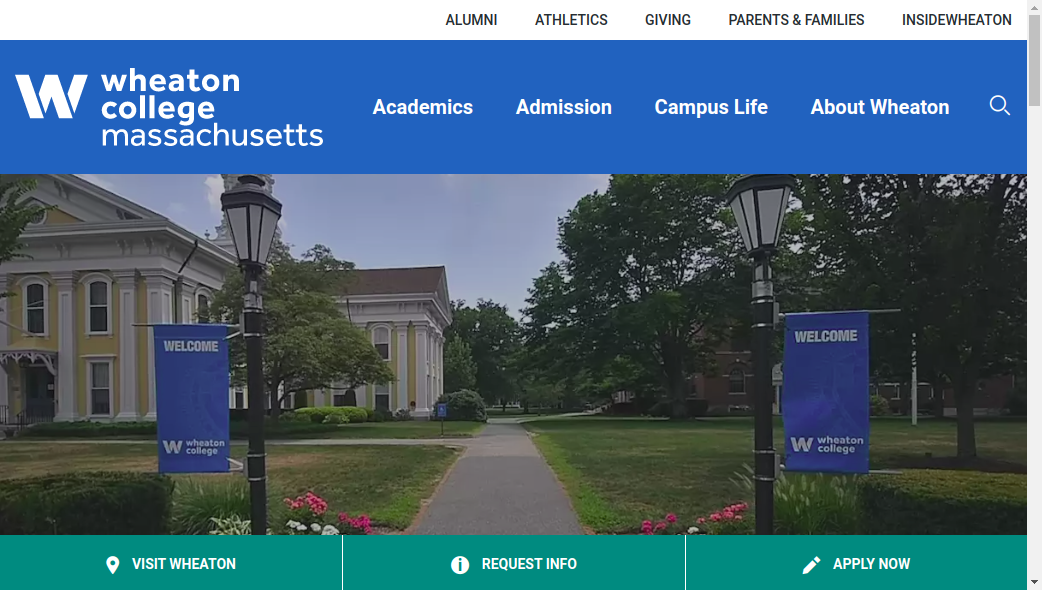 ALUMNI ATHLETICS GIVING PARENTS & FAMILIES INSIDEWHEATON
wheaton
college
massachusetts
Academics Admission Campus Life About Wheaton
WELCOME
wheaton
college
WELCOME
wheaton
college
VISIT WHEATON REQUEST INFO APPLY NOW